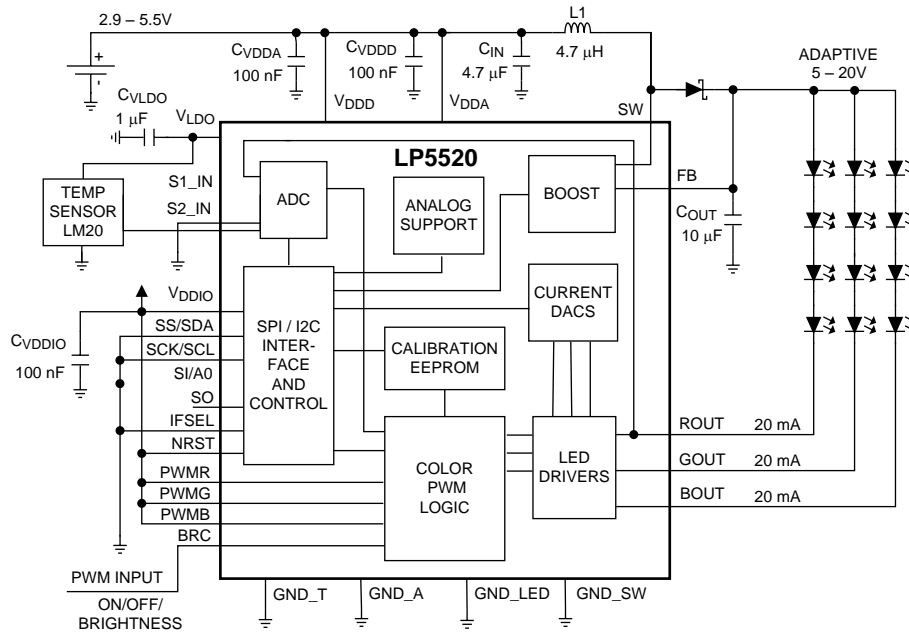 2.9 – 5.5V
L1
4.7 µH
CVDDA
100 nF
CVDDD
100 nF
CIN
4.7 µF
ADAPTIVE
5 – 20V
+
-
CVLDO
1 µF
VLDO
VDDD
VDDA
SW
LP5520
TEMP
SENSOR
LM20
S1_IN
S2_IN
ADC
ANALOG
SUPPORT
BOOST
FB
COUT
10 µF
VDDIO
CVDDIO
100 nF
SS/SDA
SCK/SCL
SI/A0
SO
IFSEL
NRST
PWMR
PWMG
PWMB
BRC
SPI / I2C
INTER-
FACE
AND
CONTROL
CURRENT
DACS
CALIBRATION
EEPROM
COLOR
PWM
LOGIC
LED
DRIVERS
ROUT 20 mA
GOUT 20 mA
BOUT 20 mA
PWM INPUT
ON/OFF/
BRIGHTNESS
GND_T
GND_A
GND_LED
GND_SW